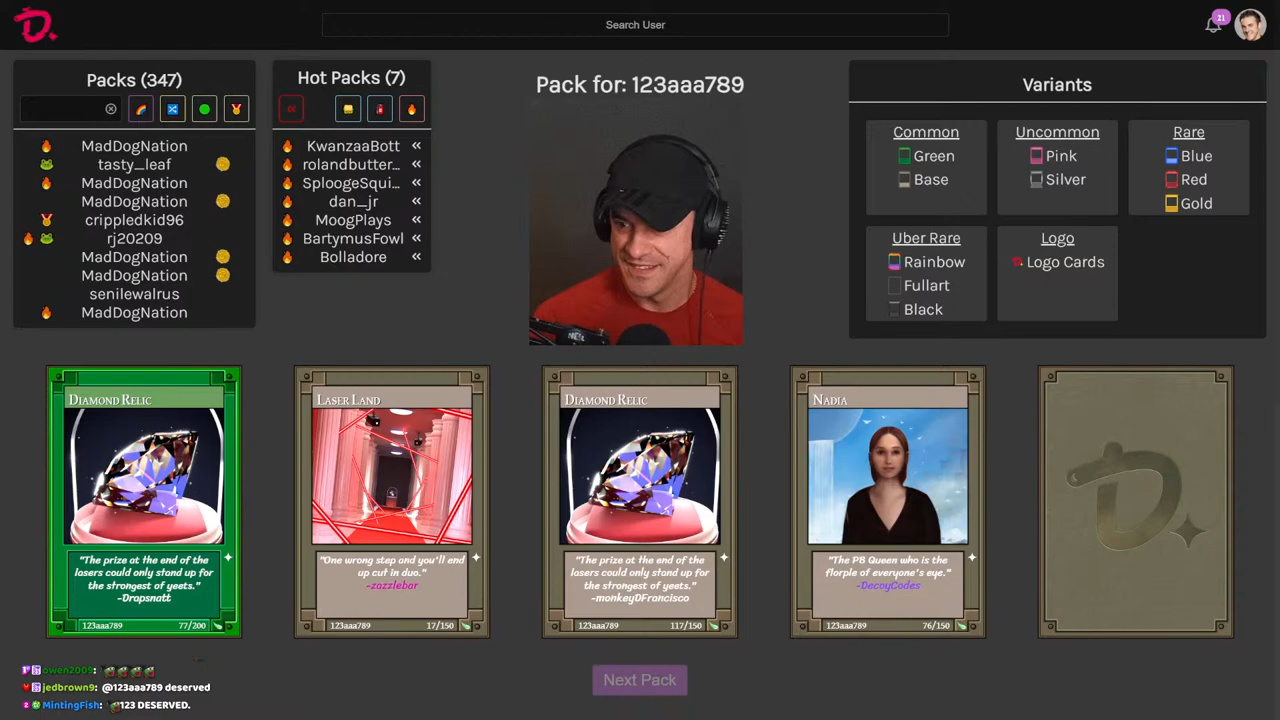 D.
Search User
21
Packs (347)
MadDogNation
tasty_leaf
MadDogNation
MadDogNation
crippledkid96
rj20209
MadDogNation
MadDogNation
senilewalrus
MadDogNation
Hot Packs (7)
KwanzaaBott
rolandbutter...
SploogeSqui...
dan_jr
MoogPlays
BartymusFowl
Bolladore
Pack for: 123aaa789
Variants
Common
Green
Base
Uncommon
Pink
Silver
Rare
Blue
Red
Gold
Uber Rare
Rainbow
Fullart
Black
Logo
Logo Cards
DIAMOND RELIC
"The prize at the end of the
lasers could only stand up for
the strongest of yeets."
-Drapsnatt
123aaa789 77/200
LASER LAND
"One wrong step and you'll end
up cut in duo."
-zazzlebar
123aaa789 17/150
DIAMOND RELIC
"The prize at the end of the
lasers could only stand up for
the strongest of yeets."
-monkeyDFrancisco
123aaa789 117/150
NADIA
"The PB Queen who is the
florple of everyone's eye."
-DecoyCodes
123aaa789 76/150
D
Next Pack
owen2009:
jedbrown9: @123aaa789 deserved
MintingFish: 123 DESERVED.